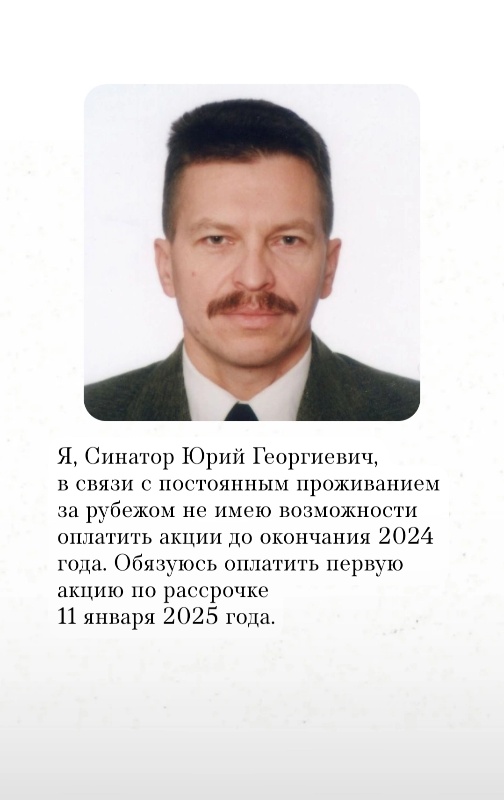 Я, Синатор Юрий Георгиевич,
в связи с постоянным проживанием
за рубежом не имею возможности
оплатить акции до окончания 2024
года. Обязуюсь оплатить первую
акцию по рассрочке
11 января 2025 года.